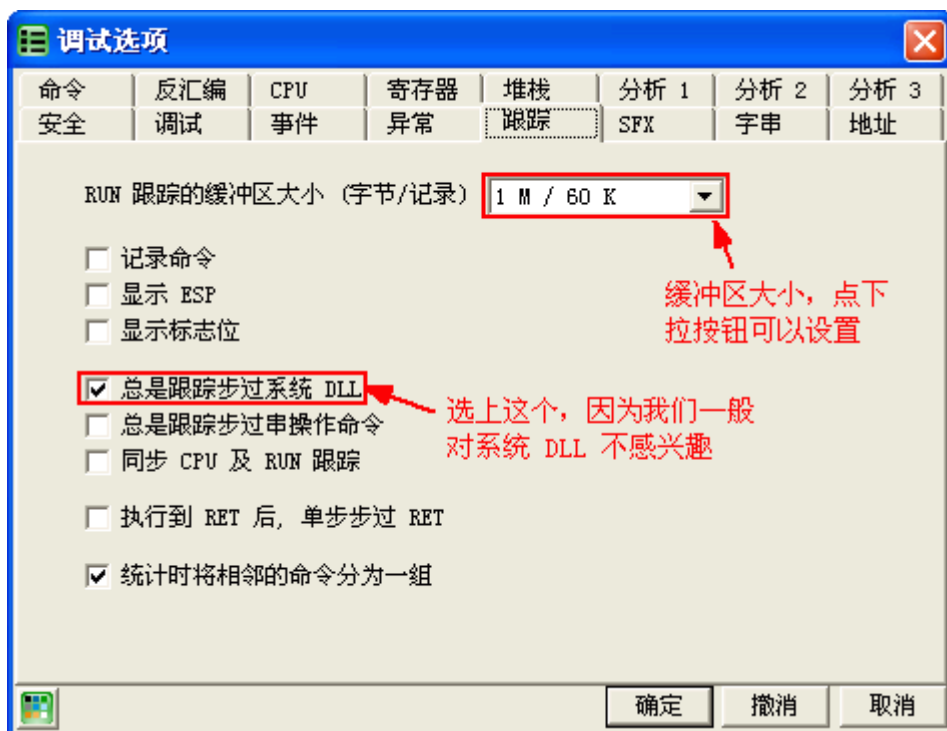 调试选项
命令 反汇编 CPU 寄存器 堆栈 分析 1 分析 2 分析 3
安全 调试 事件 异常 跟踪 SFX 字串 地址
RUN 跟踪的缓冲区大小 (字节/记录) 1 M / 60 K
记录命令
显示 ESP
显示标志位
缓冲区大小，点下
拉按钮可以设置
总是跟踪步过系统 DLL
总是跟踪步过串操作命令
同步 CPU 及 RUN 跟踪
选上这个，因为我们一般
对系统 DLL 不感兴趣
执行到 RET 后, 单步步过 RET
统计时将相邻的命令分为一组
确定 撤消 取消